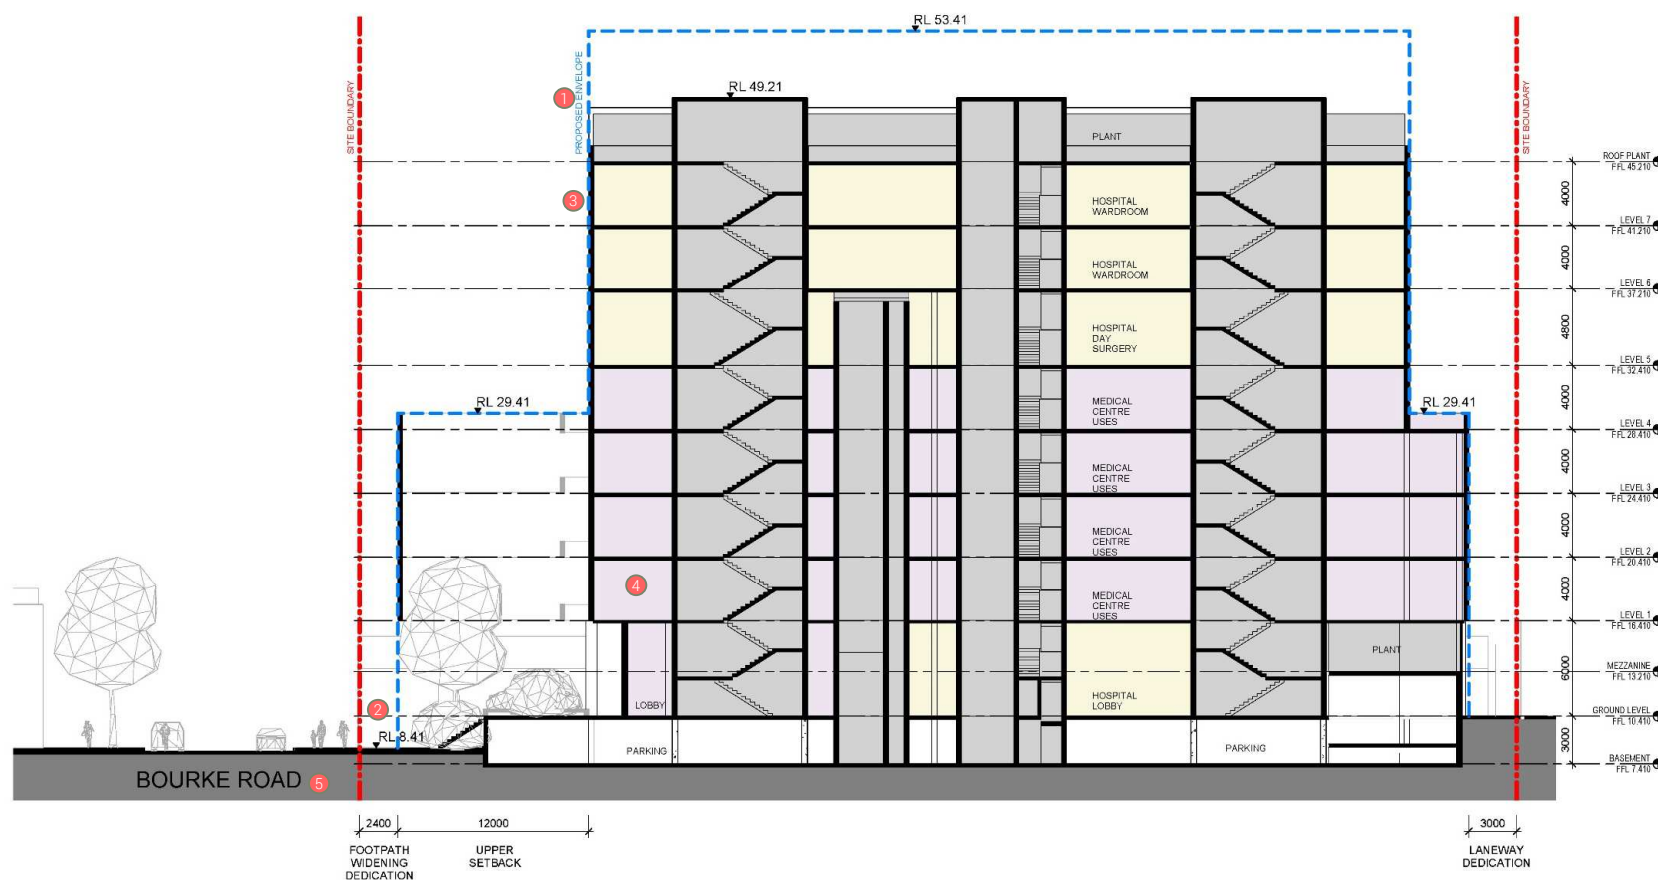 RL 53.41
SITE BOUNDARY
PROPOSED ENVELOPE
1
RL 49.21
SITE BOUNDARY
PLANT
ROOF PLANT
FFL 45.210
4000
3
HOSPITAL
WARDROOM
LEVEL 7
FFL 41.210
4000
HOSPITAL
WARDROOM
LEVEL 6
FFL 37.210
4800
HOSPITAL
DAY
SURGERY
LEVEL 5
FFL 32.410
RL 29.41
RL 29.41
4000
MEDICAL
CENTRE
USES
LEVEL 4
FFL 28.410
4000
MEDICAL
CENTRE
USES
LEVEL 3
FFL 24.410
4000
MEDICAL
CENTRE
USES
LEVEL 2
FFL 20.410
4
4000
MEDICAL
CENTRE
USES
LEVEL 1
FFL 16.410
PLANT
6000
MEZZANINE
FFL 13.210
LOBBY
HOSPITAL
LOBBY
2
GROUND LEVEL
FFL 10.410
RL 8.41
3000
PARKING
PARKING
BASEMENT
FFL 7.410
BOURKE ROAD
5
2400
12000
3000
FOOTPATH
WIDENING
DEDICATION
UPPER
SETBACK
LANEWAY
DEDICATION